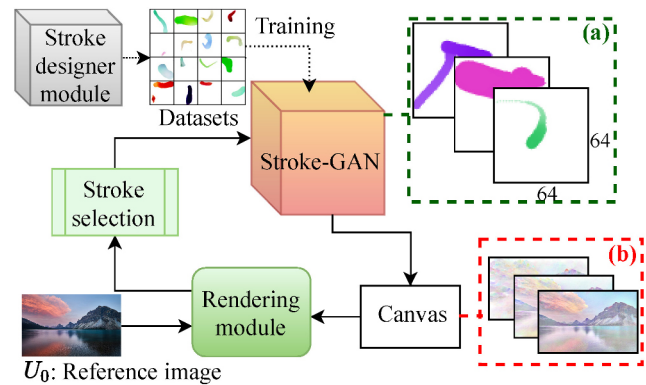 Stroke
designer
module
Datasets
Training
Stroke-GAN
(a)
64
64
Stroke
selection
Rendering
module
Canvas
(b)
U₀: Reference image